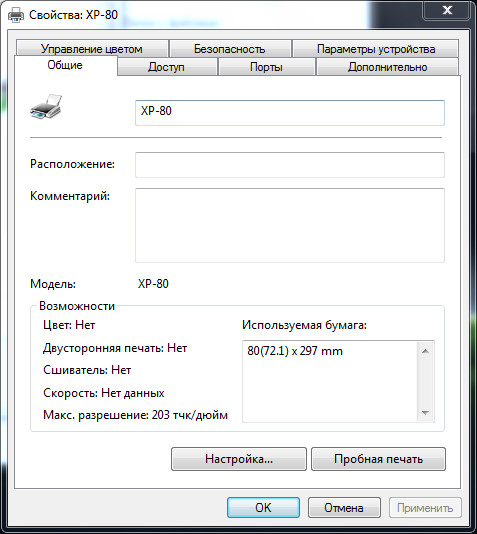 Свойства: XP-80
Управление цветом Безопасность Параметры устройства
Общие Доступ Порты Дополнительно
XP-80
Расположение:
Комментарий:
Модель: XP-80
Возможности
Цвет: Нет
Двусторонняя печать: Нет
Сшиватель: Нет
Скорость: Нет данных
Макс. разрешение: 203 тчк/дюйм
Используемая бумага:
80(72.1) x 297 mm
Настройка... Пробная печать
OK Отмена Применить